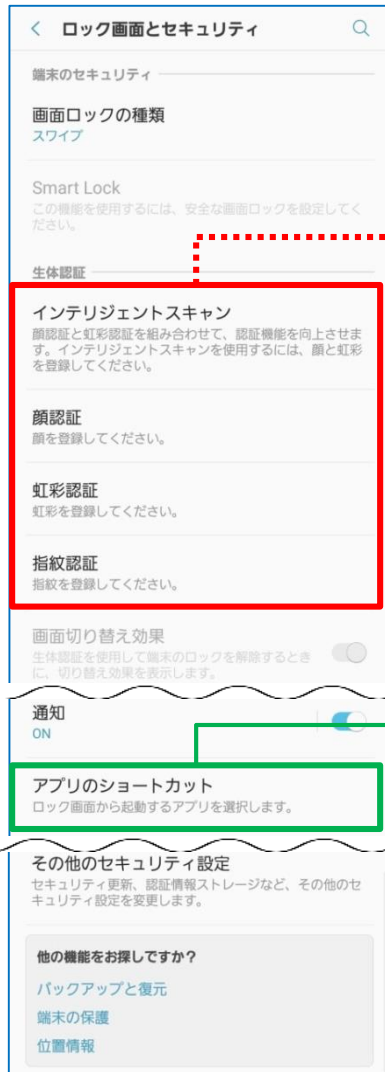 ロック画面とセキュリティ
端末のセキュリティ
画面ロックの種類
スワイプ
Smart Lock
この機能を使用するには、安全な画面ロックを設定してく
ださい。
生体認証
インテリジェントスキャン
顔認証と虹彩認証を組み合わせて、認証機能を向上させま
す。インテリジェントスキャンを使用するには、顔と虹彩
を登録してください。
顔認証
顔を登録してください。
虹彩認証
虹彩を登録してください。
指紋認証
指紋を登録してください。
画面切り替え効果
生体認証を使用して端末のロックを解除するとき
に、切り替え効果を表示します。
通知
ON
アプリのショートカット
ロック画面から起動するアプリを選択します。
その他のセキュリティ設定
セキュリティ更新、認証情報ストレージなど、その他のセ
キュリティ設定を変更します。
他の機能をお探しですか？
バックアップと復元
端末の保護
位置情報